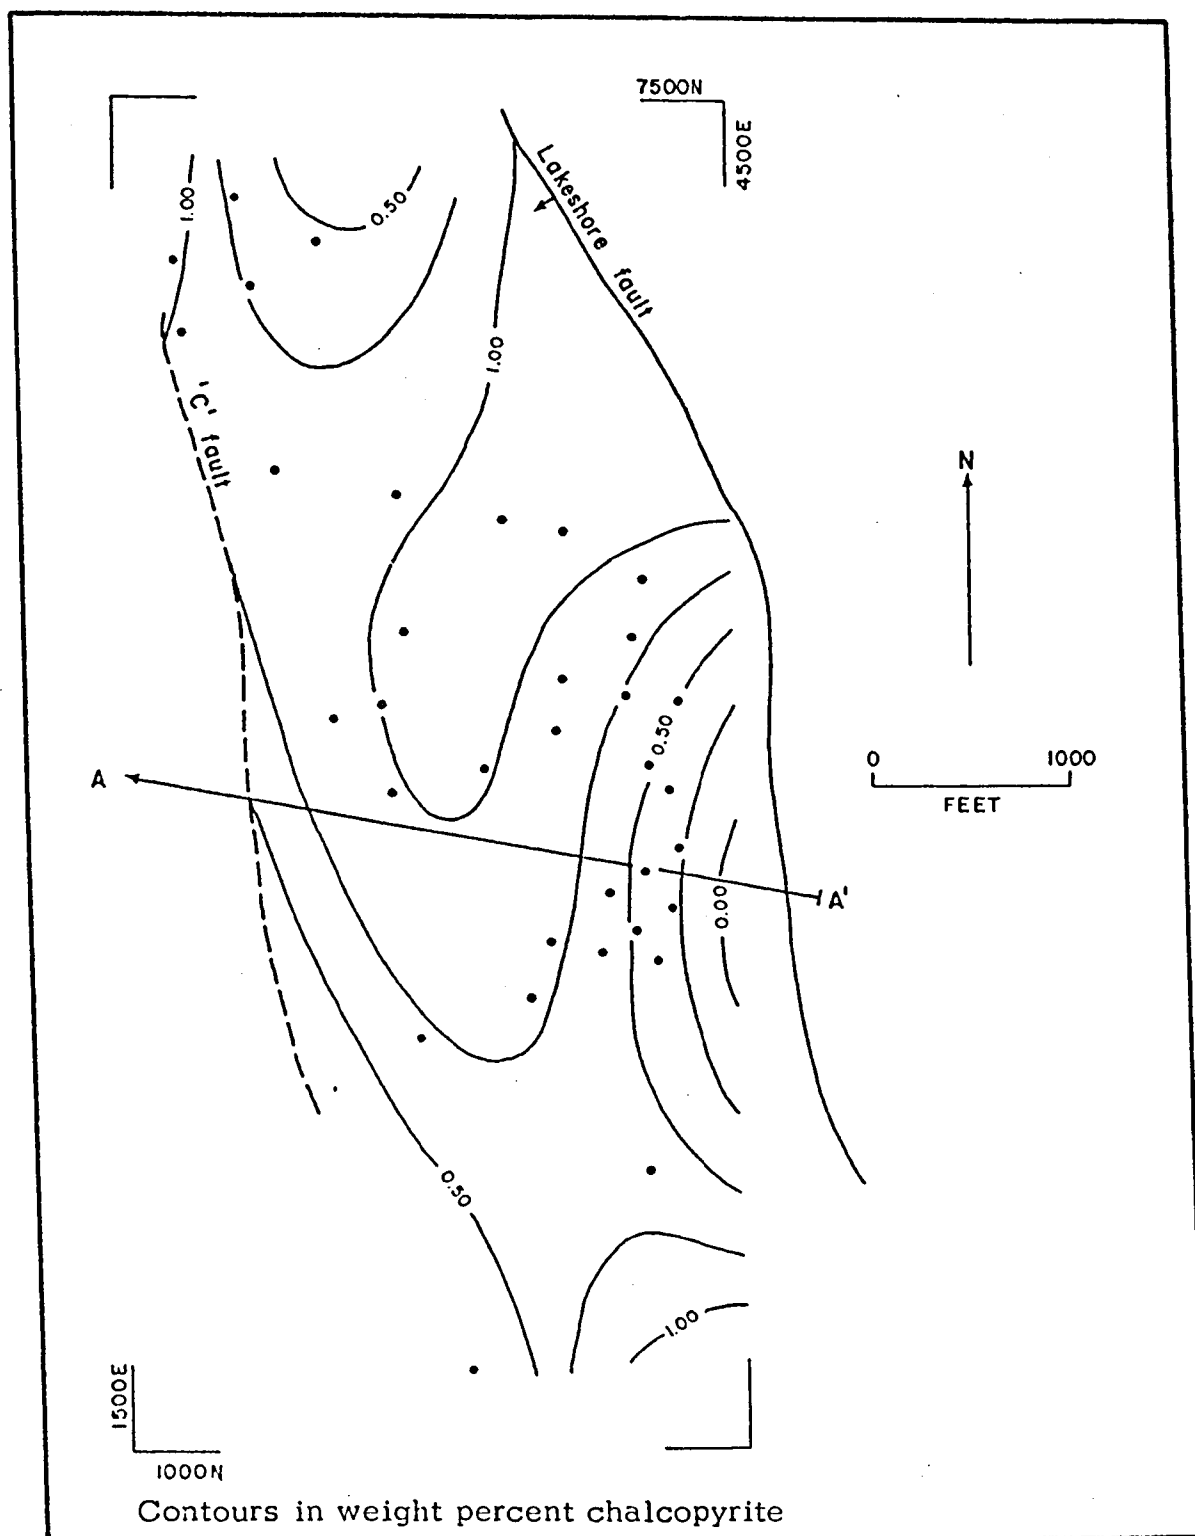 7500N
4500E
Lakeshore fault
1.00
0.50
1.00
'C' fault
N
0.50
0 1000
FEET
A
A'
0.00
0.50
1.00
1500E
1000N
Contours in weight percent chalcopyrite